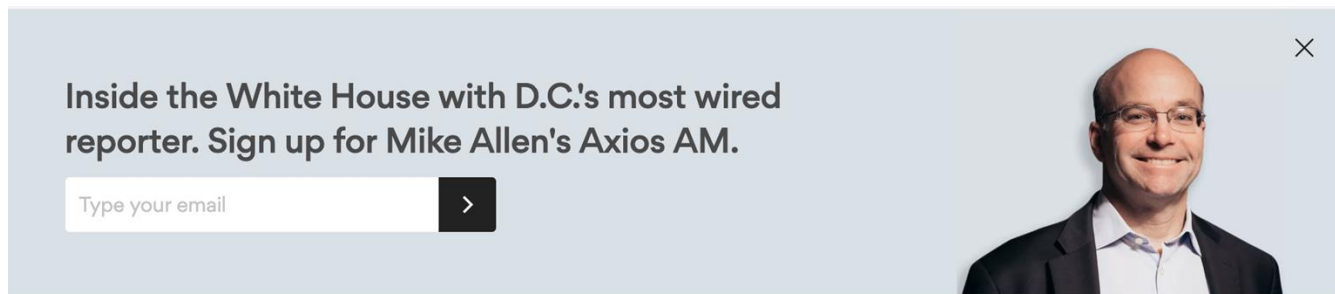 Inside the White House with D.C.'s most wired
reporter. Sign up for Mike Allen's Axios AM.
Type your email